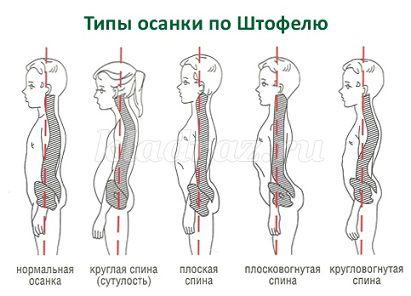 Типы осанки по Штофелю
нормальная
осанка
круглая спина
(сутулость)
плоская
спина
плосковогнутая
спина
кругловогнутая
спина